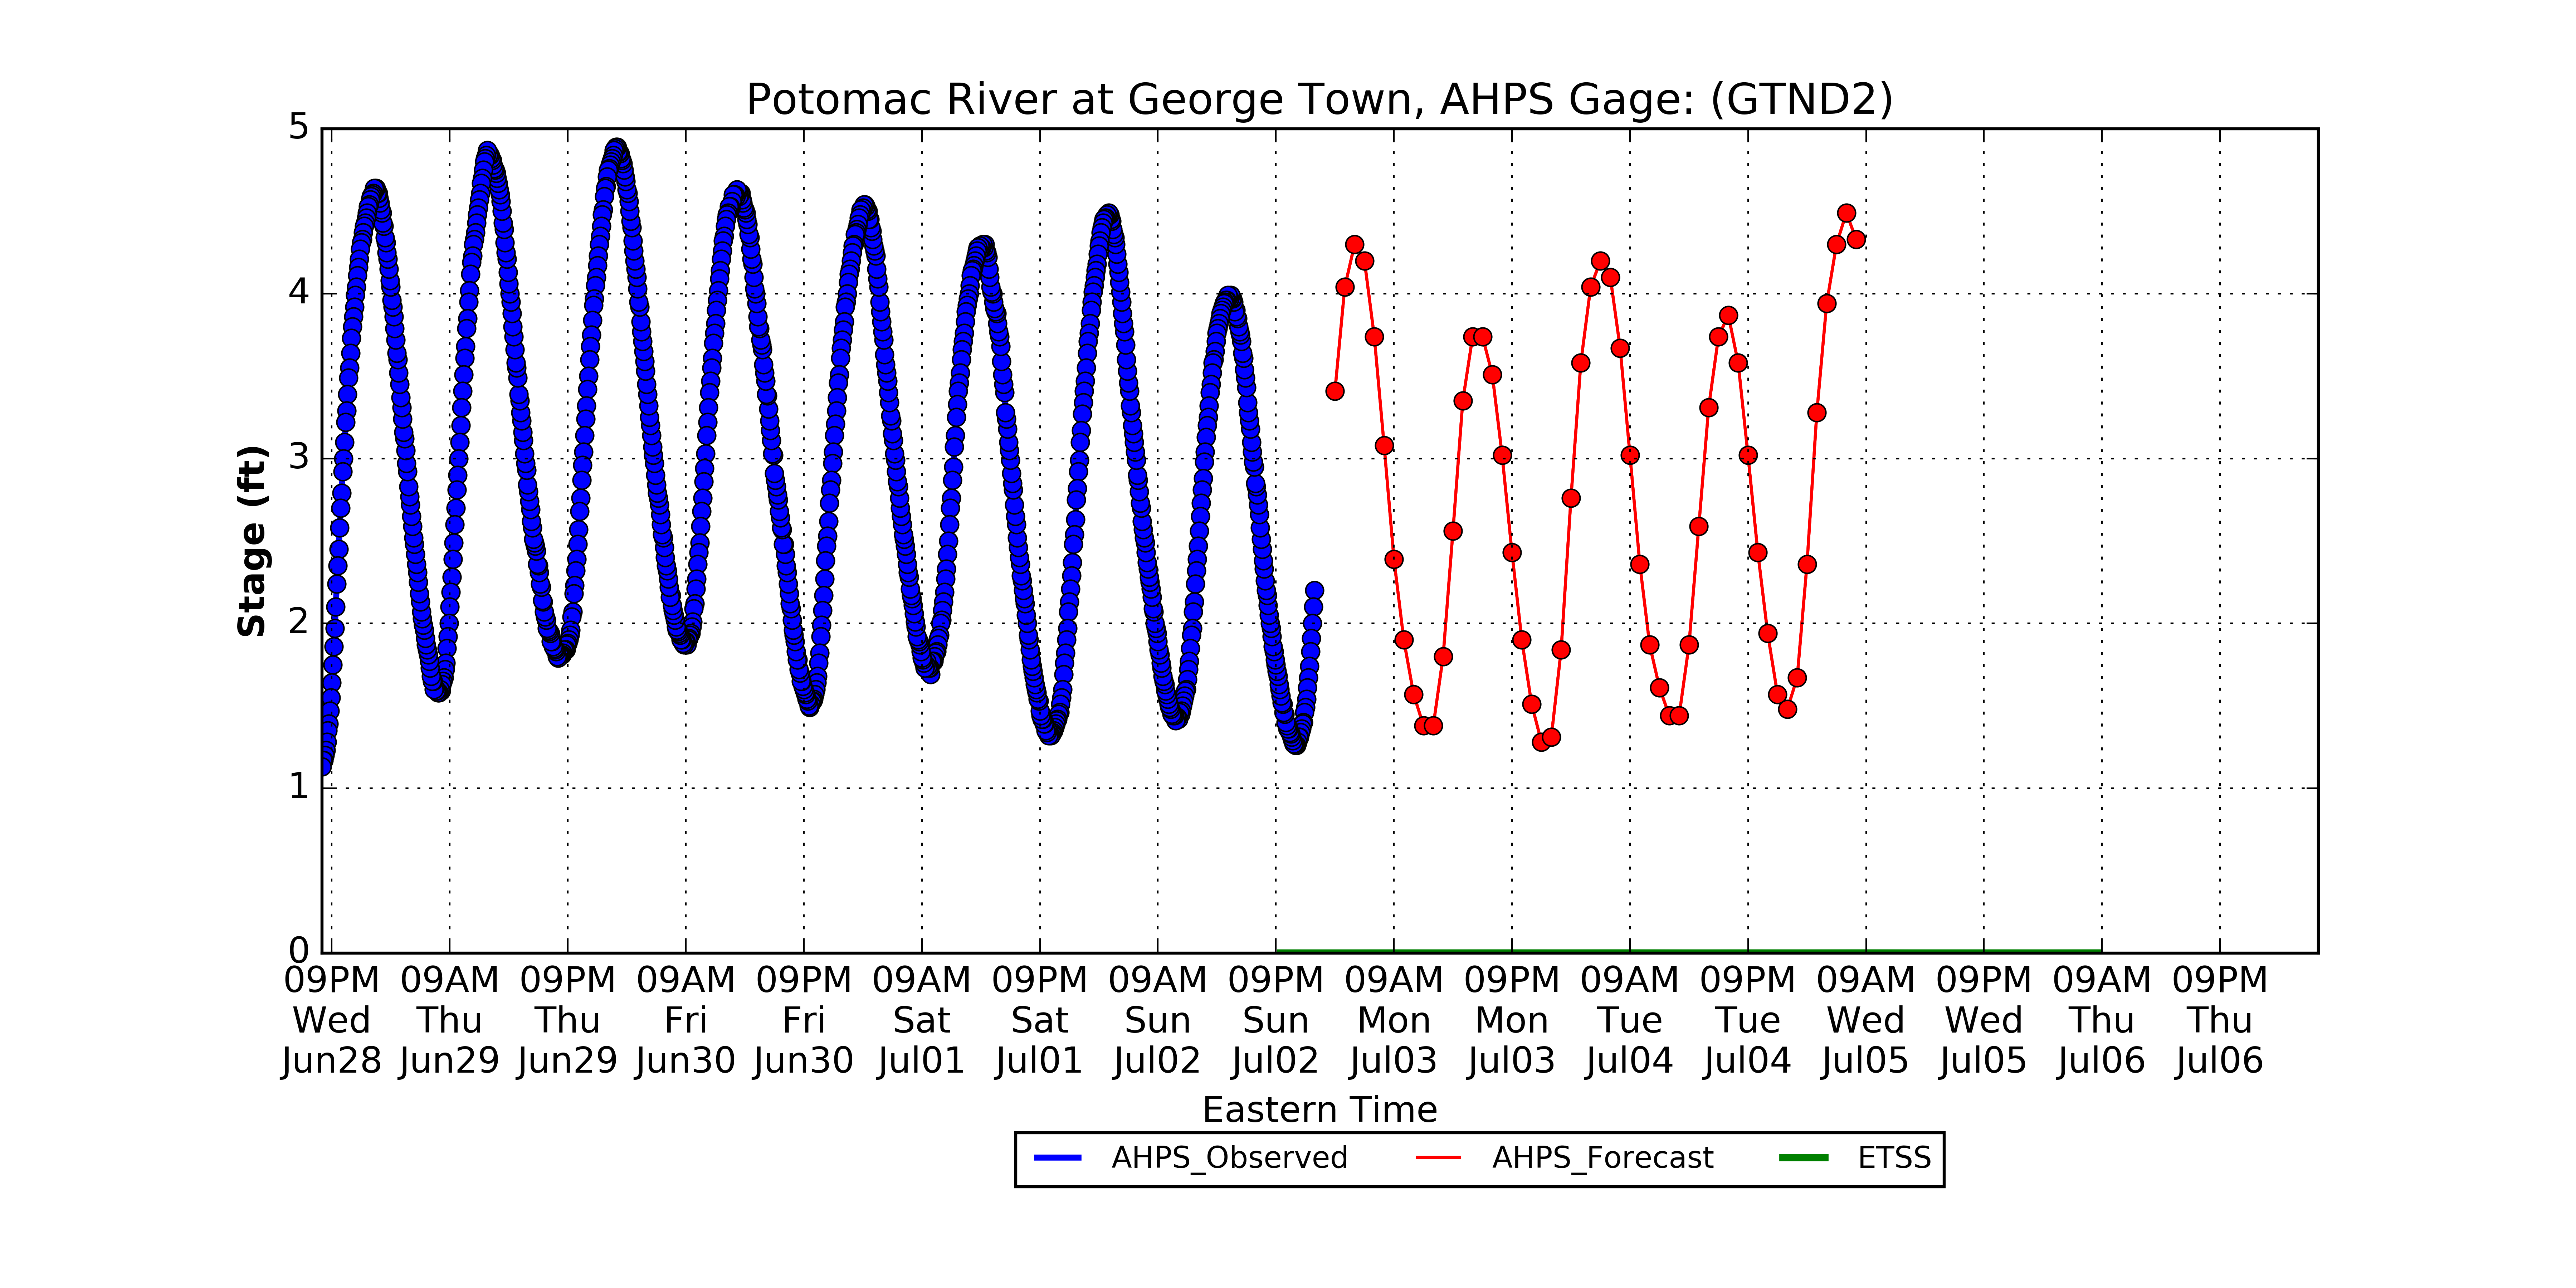 Potomac River at George Town, AHPS Gage: (GTND2)
Stage (ft)
5
4
3
2
1
0
09PM 09AM 09PM 09AM 09PM 09AM 09PM 09AM 09PM 09AM 09PM 09AM 09PM 09AM 09PM 09AM 09PM
Wed Thu Thu Fri Fri Sat Sat Sun Sun Mon Mon Tue Tue Wed Wed Thu Thu
Jun28 Jun29 Jun29 Jun30 Jun30 Jul01 Jul01 Jul02 Jul02 Jul03 Jul03 Jul04 Jul04 Jul05 Jul05 Jul06 Jul06
Eastern Time
AHPS_Observed AHPS_Forecast ETSS